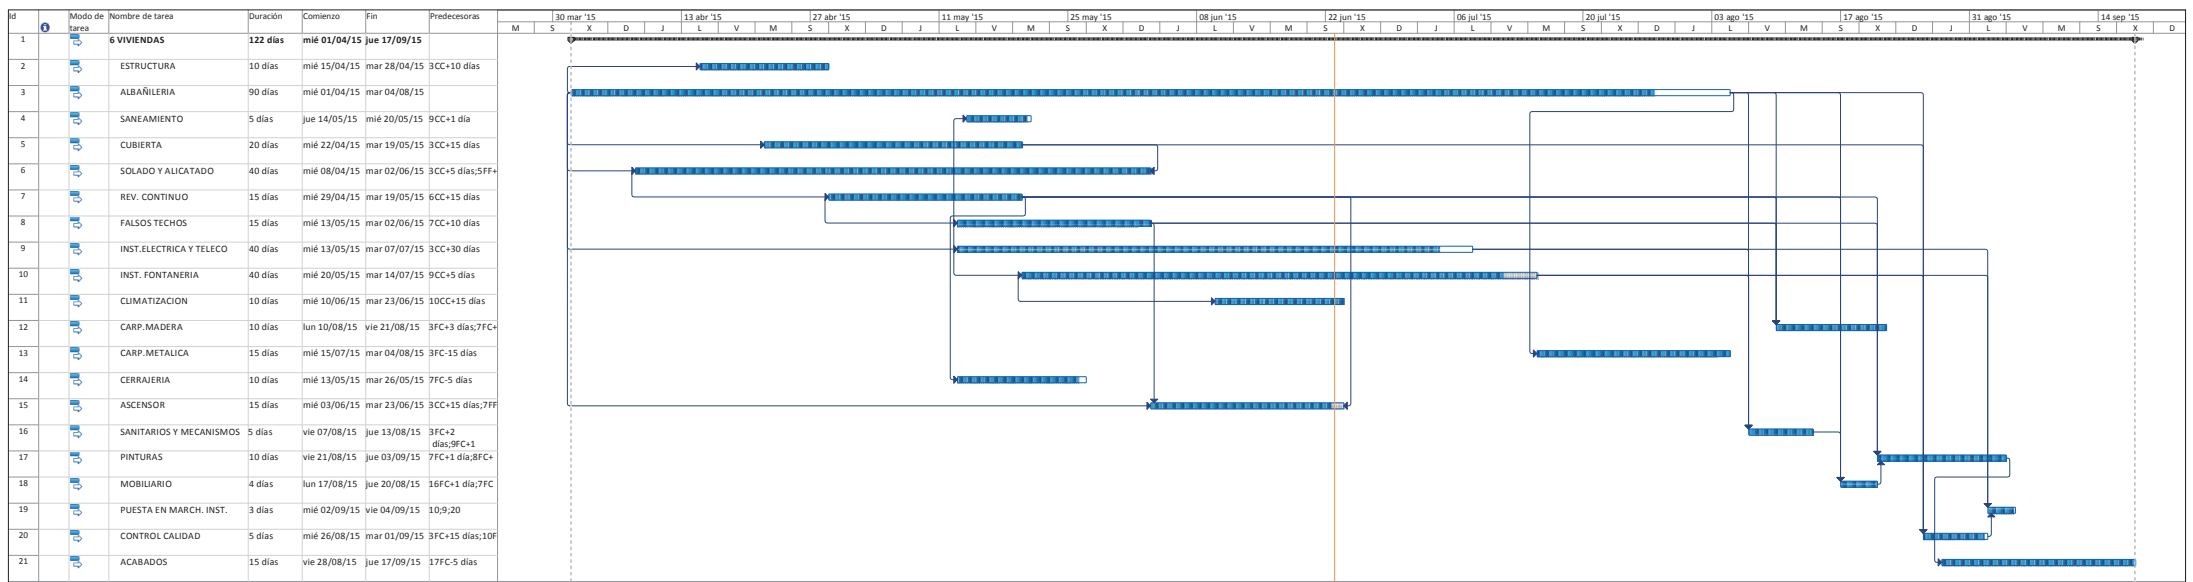 Id Modo de tarea Nombre de tarea Duración Comienzo Fin Predecesoras
30 mar '15 13 abr '15 27 abr '15 11 may '15 25 may '15 08 jun '15 22 jun '15 06 jul '15 20 jul '15 03 ago '15 17 ago '15 31 ago '15 14 sep '15
M S X D J L V M S X D J L V M S X D J L V M S X D J L V M S X D J L V M S X D J L V M S X D
1 6 VIVIENDAS 122 días mié 01/04/15 jue 17/09/15
2 ESTRUCTURA 10 días mié 15/04/15 mar 28/04/15 3CC+10 días
3 ALBAÑILERIA 90 días mié 01/04/15 mar 04/08/15
4 SANEAMIENTO 5 días jue 14/05/15 mié 20/05/15 9CC+1 día
5 CUBIERTA 20 días mié 22/04/15 mar 19/05/15 3CC+15 días
6 SOLADO Y ALICATADO 40 días mié 08/04/15 mar 02/06/15 3CC+5 días;5FF+
7 REV. CONTINUO 15 días mié 29/04/15 mar 19/05/15 6CC+15 días
8 FALSOS TECHOS 15 días mié 13/05/15 mar 02/06/15 7CC+10 días
9 INST.ELECTRICA Y TELECO 40 días mié 13/05/15 mar 07/07/15 3CC+30 días
10 INST. FONTANERIA 40 días mié 20/05/15 mar 14/07/15 9CC+5 días
11 CLIMATIZACION 10 días mié 10/06/15 mar 23/06/15 10CC+15 días
12 CARP.MADERA 10 días lun 10/08/15 vie 21/08/15 3FC+3 días;7FC+
13 CARP.METALICA 15 días mié 15/07/15 mar 04/08/15 3FC-15 días
14 CERRAJERIA 10 días mié 13/05/15 mar 26/05/15 7FC-5 días
15 ASCENSOR 15 días mié 03/06/15 mar 23/06/15 3CC+15 días;7FF
16 SANITARIOS Y MECANISMOS 5 días vie 07/08/15 jue 13/08/15 3FC+2
días;9FC+1
17 PINTURAS 10 días vie 21/08/15 jue 03/09/15 7FC+1 día;8FC+
18 MOBILIARIO 4 días lun 17/08/15 jue 20/08/15 16FC+1 día;7FC
19 PUESTA EN MARCH. INST. 3 días mié 02/09/15 vie 04/09/15 10;9;20
20 CONTROL CALIDAD 5 días mié 26/08/15 mar 01/09/15 3FC+15 días;10F
21 ACABADOS 15 días vie 28/08/15 jue 17/09/15 17FC-5 días